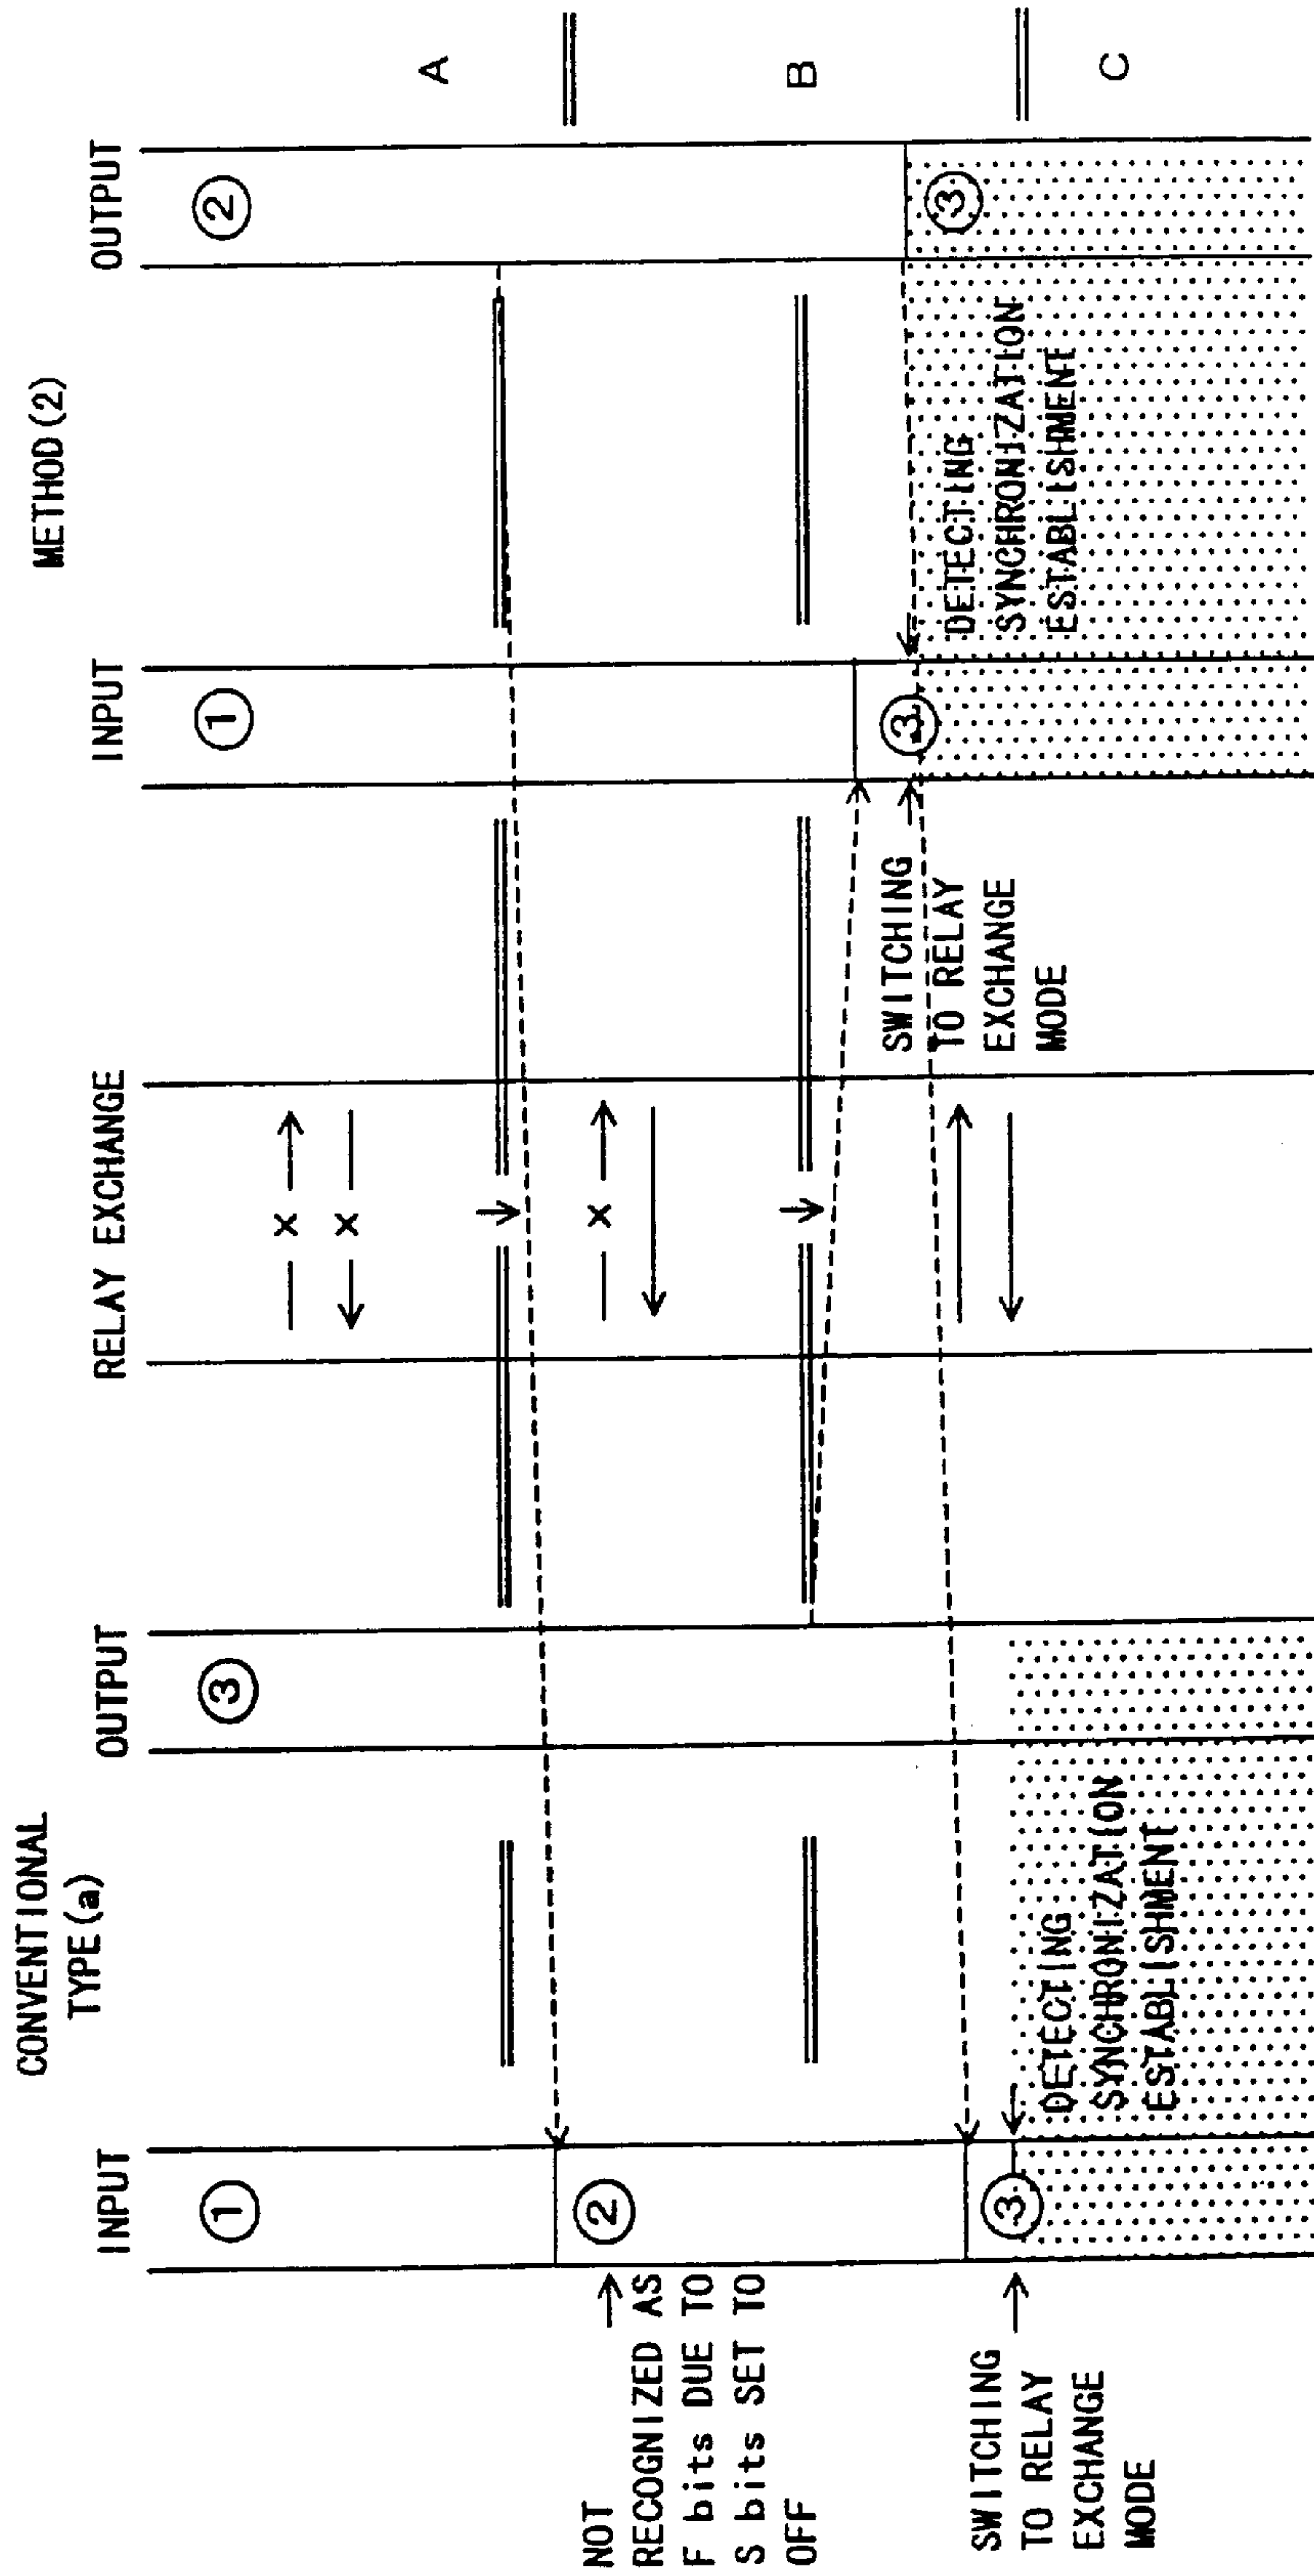 CONVENTIONAL
TYPE(a)
METHOD(2)
INPUT
OUTPUT
RELAY EXCHANGE
INPUT
OUTPUT
①
③
①
②
— x →
← x —
A
NOT
RECOGNIZED AS
F bits DUE TO
S bits SET TO
OFF
②
— x →
B
SWITCHING
TO RELAY
EXCHANGE
MODE
③
DETECTING
SYNCHRONIZATION
ESTABLISHMENT
SWITCHING
TO RELAY
EXCHANGE
MODE
③
DETECTING
SYNCHRONIZATION
ESTABLISHMENT
③
C